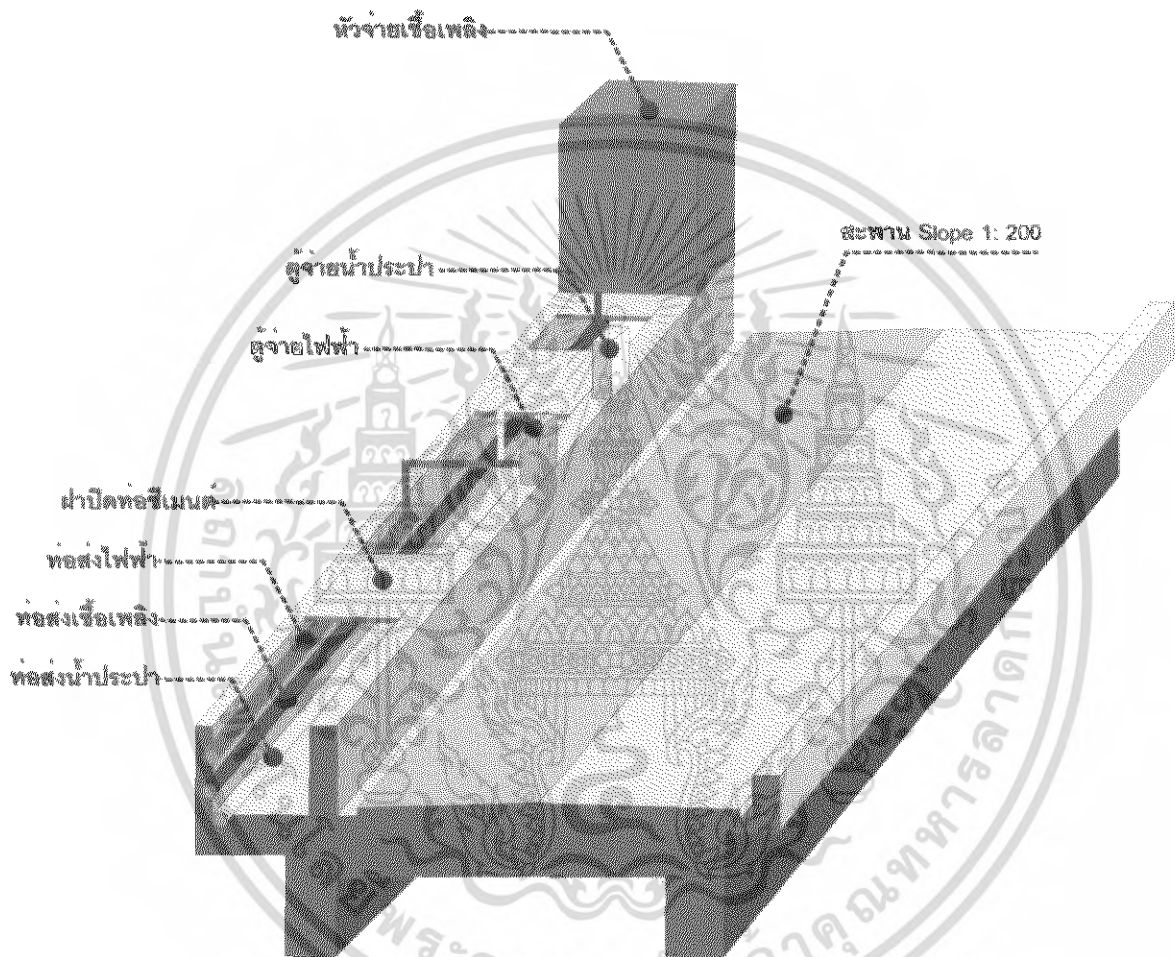 หัวจ่ายเชื้อเพลิง
สะพาน Slope 1: 200
ตู้จ่ายน้ำประปา
ตู้จ่ายไฟฟ้า
ฝาปิดท่อซีเมนต์
ท่อส่งไฟฟ้า
ท่อส่งเชื้อเพลิง
ท่อส่งน้ำประปา